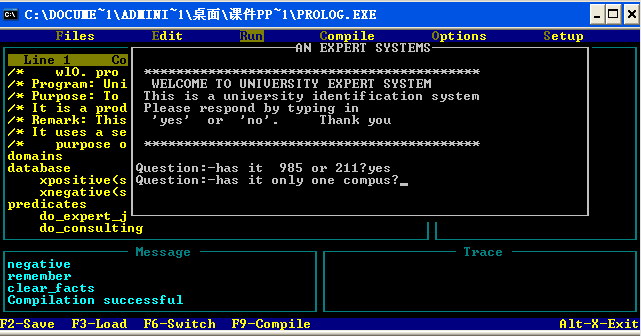 C:\DOCUME~1\ADMINI~1\桌面\课件PP~1\PROLOG.EXE
Files Edit Run Compile Options Setup
AN EXPERT SYSTEMS
Line 1 Co
/* wl0. pro
/* Program: Uni
/* Purpose: To
/* It is a prod
/* Remark: This
/* It uses a se
/* purpose o
domains
database
xpositive(s
xnegative(s
predicates
do_expert_j
do_consulting
******************************************
WELCOME TO UNIVERSITY EXPERT SYSTEM
This is a university identification system
Please respond by typing in
'yes' or 'no'. Thank you
******************************************
Question:-has it 985 or 211?yes
Question:-has it only one compus?_
Message
negative
remember
clear_facts
Compilation successful
Trace
F2-Save F3-Load F6-Switch F9-Compile Alt-X-Exit